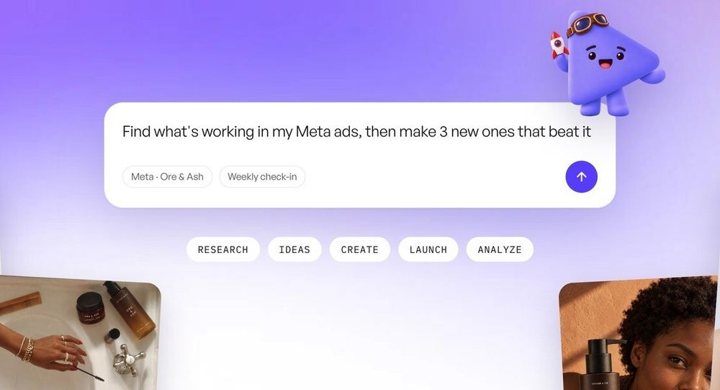 Find what's working in my Meta ads, then make 3 new ones that beat it
Meta · Ore & Ash
Weekly check-in
RESEARCH
IDEAS
CREATE
LAUNCH
ANALYZE